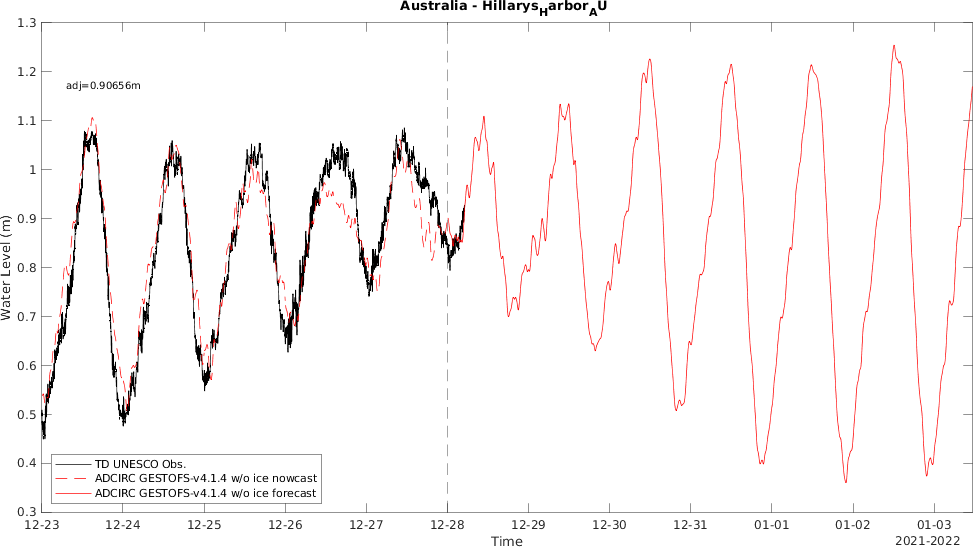 Australia - Hillarys_Harbor_AU
1.3
1.2
1.1
1
0.9
0.8
0.7
0.6
0.5
0.4
0.3
Water Level (m)
adj=0.90656m
TD UNESCO Obs.
ADCIRC GESTOFS-v4.1.4 w/o ice nowcast
ADCIRC GESTOFS-v4.1.4 w/o ice forecast
12-23 12-24 12-25 12-26 12-27 12-28 12-29 12-30 12-31 01-01 01-02 01-03
Time
2021-2022